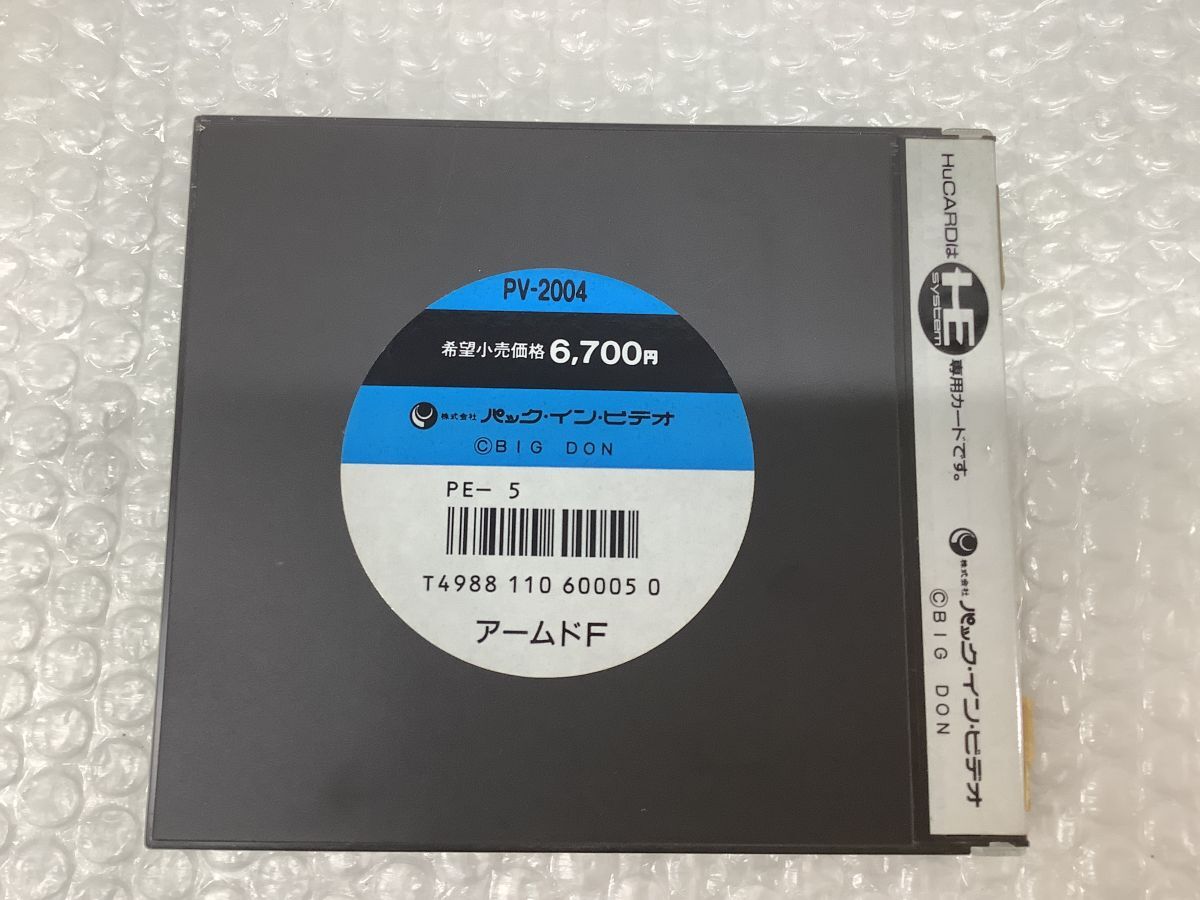 PV-2004
希望小売価格 6,700円
株式会社 パック・イン・ビデオ
©BIG DON
PE- 5
T4988 110 60005 0
アームドF
HuCARDは HE system 専用カードです。
株式会社 パック・イン・ビデオ
©BIG DON